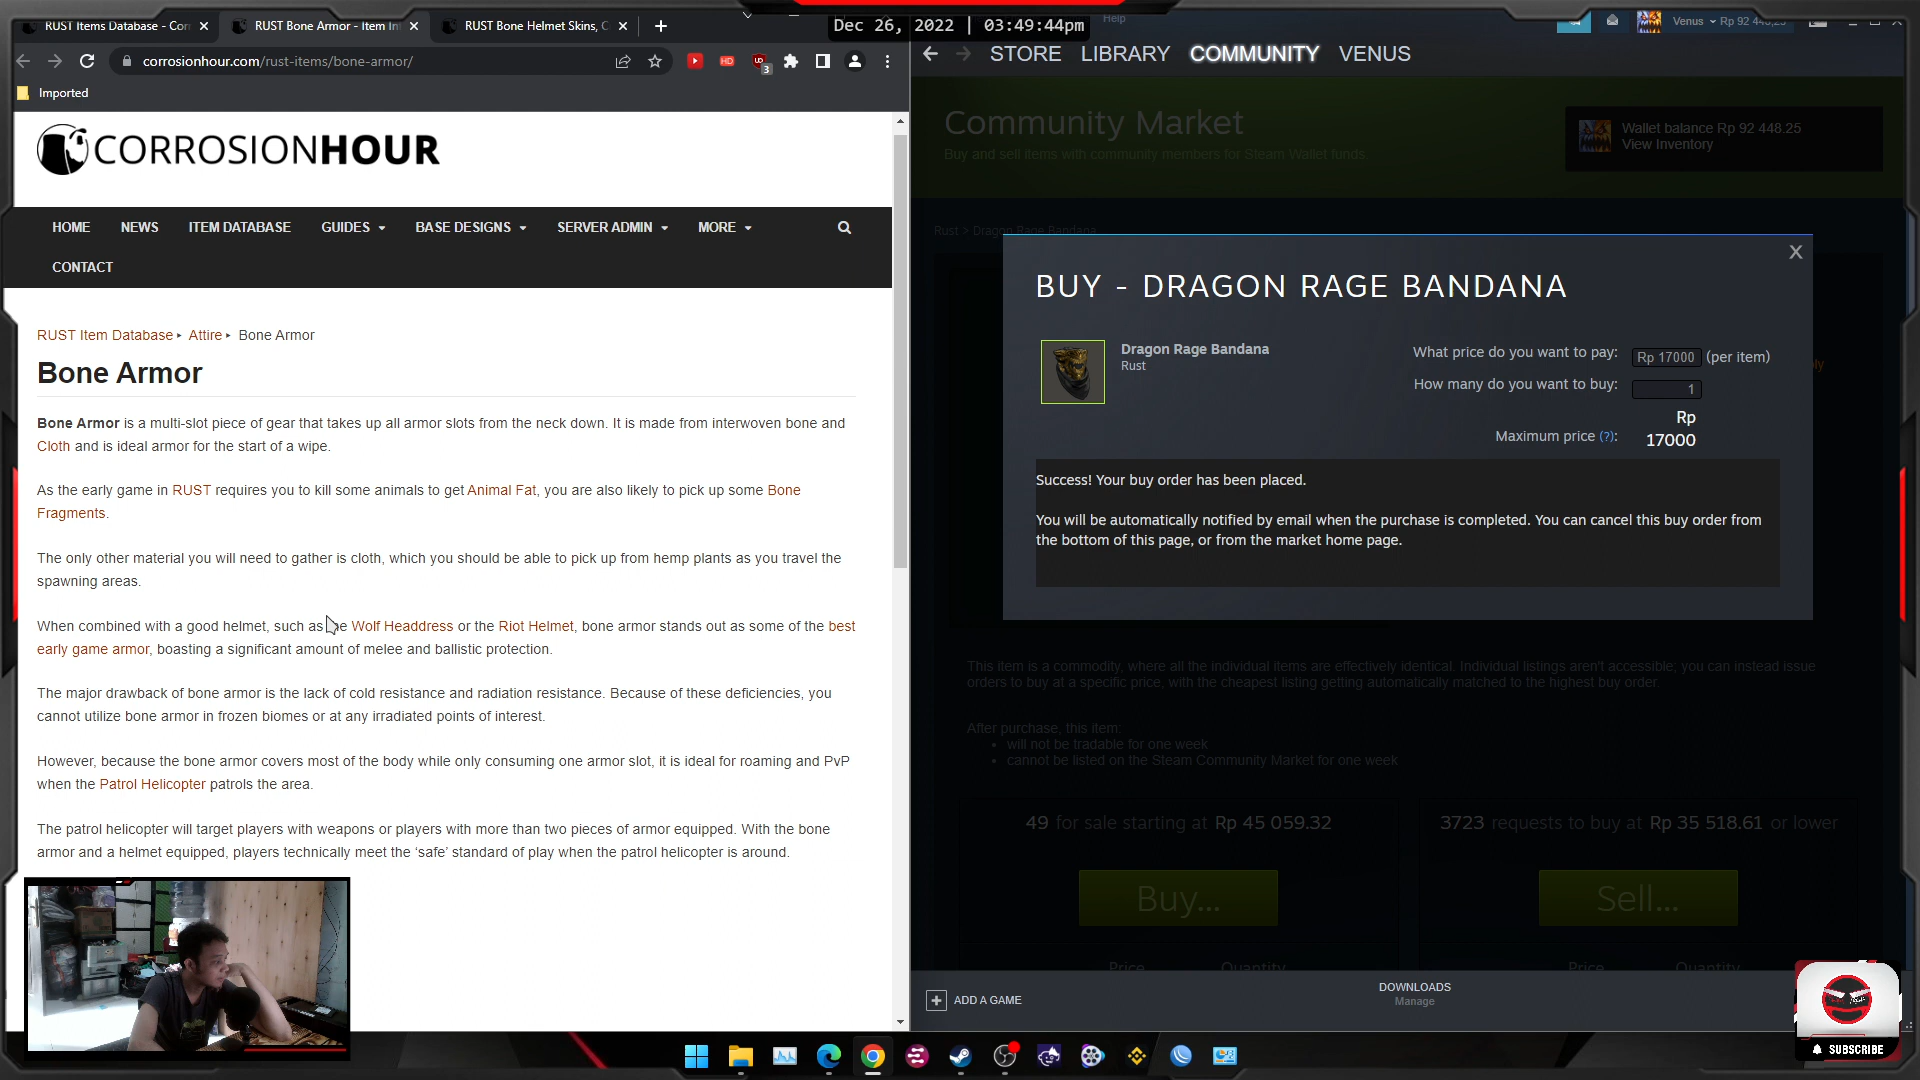 RUST Items Database - Cor
RUST Bone Armor - Item In
RUST Bone Helmet Skins, C
Dec 26, 2022 | 03:49:44pm
corrosionhour.com/rust-items/bone-armor/
HD
3
Imported
CORROSIONHOUR
HOME
NEWS
ITEM DATABASE
GUIDES
BASE DESIGNS
SERVER ADMIN
MORE
CONTACT
RUST Item Database
Attire
Bone Armor
Bone Armor
Bone Armor is a multi-slot piece of gear that takes up all armor slots from the neck down. It is made from interwoven bone and
Cloth and is ideal armor for the start of a wipe.
As the early game in RUST requires you to kill some animals to get Animal Fat, you are also likely to pick up some Bone
Fragments.
The only other material you will need to gather is cloth, which you should be able to pick up from hemp plants as you travel the
spawning areas.
When combined with a good helmet, such as the Wolf Headdress or the Riot Helmet, bone armor stands out as some of the best
early game armor, boasting a significant amount of melee and ballistic protection.
The major drawback of bone armor is the lack of cold resistance and radiation resistance. Because of these deficiencies, you
cannot utilize bone armor in frozen biomes or at any irradiated points of interest.
However, because the bone armor covers most of the body while only consuming one armor slot, it is ideal for roaming and PvP
when the Patrol Helicopter patrols the area.
The patrol helicopter will target players with weapons or players with more than two pieces of armor equipped. With the bone
armor and a helmet equipped, players technically meet the ‘safe’ standard of play when the patrol helicopter is around.
Help
Venus
Rp 92 448,25
STORE
LIBRARY
COMMUNITY
VENUS
Community Market
Buy and sell items with community members for Steam Wallet funds.
Wallet balance Rp 92 448.25
View Inventory
Rust > Dragon Rage Bandana
X
BUY - DRAGON RAGE BANDANA
Dragon Rage Bandana
Rust
What price do you want to pay:
Rp 17000
(per item)
How many do you want to buy:
1
Maximum price (?):
Rp
17000
Success! Your buy order has been placed.
You will be automatically notified by email when the purchase is completed. You can cancel this buy order from
the bottom of this page, or from the market home page.
This item is a commodity, where all the individual items are effectively identical. Individual listings aren't accessible; you can instead issue
orders to buy at a specific price, with the cheapest listing getting automatically matched to the highest buy order.
After purchase, this item:
• will not be tradable for one week
• cannot be listed on the Steam Community Market for one week
49 for sale starting at Rp 45 059.32
3723 requests to buy at Rp 35 518.61 or lower
Buy...
Sell...
Price
Quantity
Price
Quantity
ADD A GAME
DOWNLOADS
Manage
SUBSCRIBE